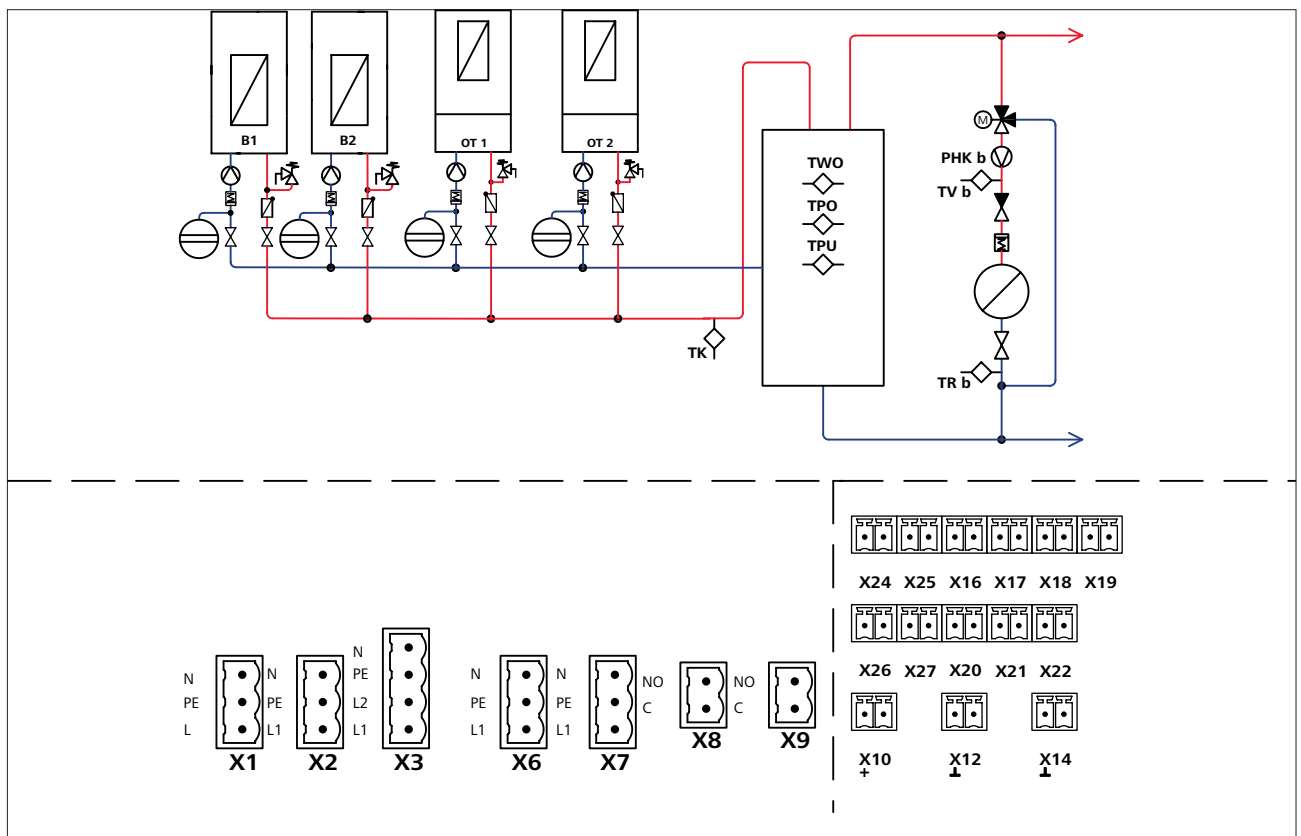 B1
B2
OT 1
OT 2
M
TWO
TPO
TPU
PHK b
TV b
TK
TR b
X24 X25 X16 X17 X18 X19
X26 X27 X20 X21 X22
X10 X12 X14
+
N
PE
L
X1
N
PE
L1
X2
N
PE
L2
L1
X3
N
PE
L1
X6
N
PE
L1
X7
NO
C
X8
NO
C
X9